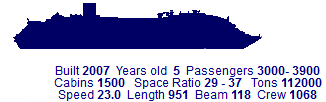 Built 2007 Years old 5 Passengers 3000- 3900
Cabins 1500 Space Ratio 29 - 37 Tons 112000
Speed 23.0 Length 951 Beam 118 Crew 1068